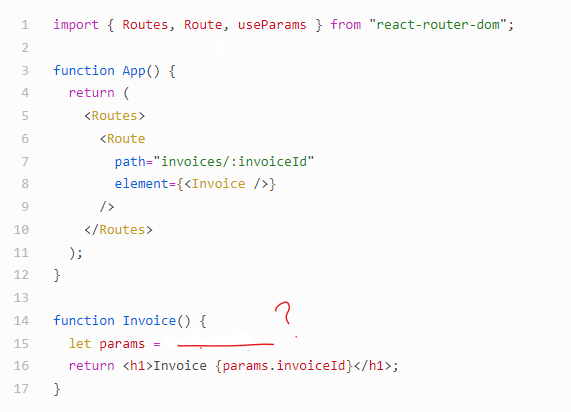 1 import { Routes, Route, useParams } from "react-router-dom";
2
3 function App() {
4 return (
5 <Routes>
6 <Route
7 path="invoices/:invoiceId"
8 element={<Invoice />}
9 />
10 </Routes>
11 );
12 }
13
14 function Invoice() {
?
15 let params =
16 return <h1>Invoice {params.invoiceId}</h1>;
17 }